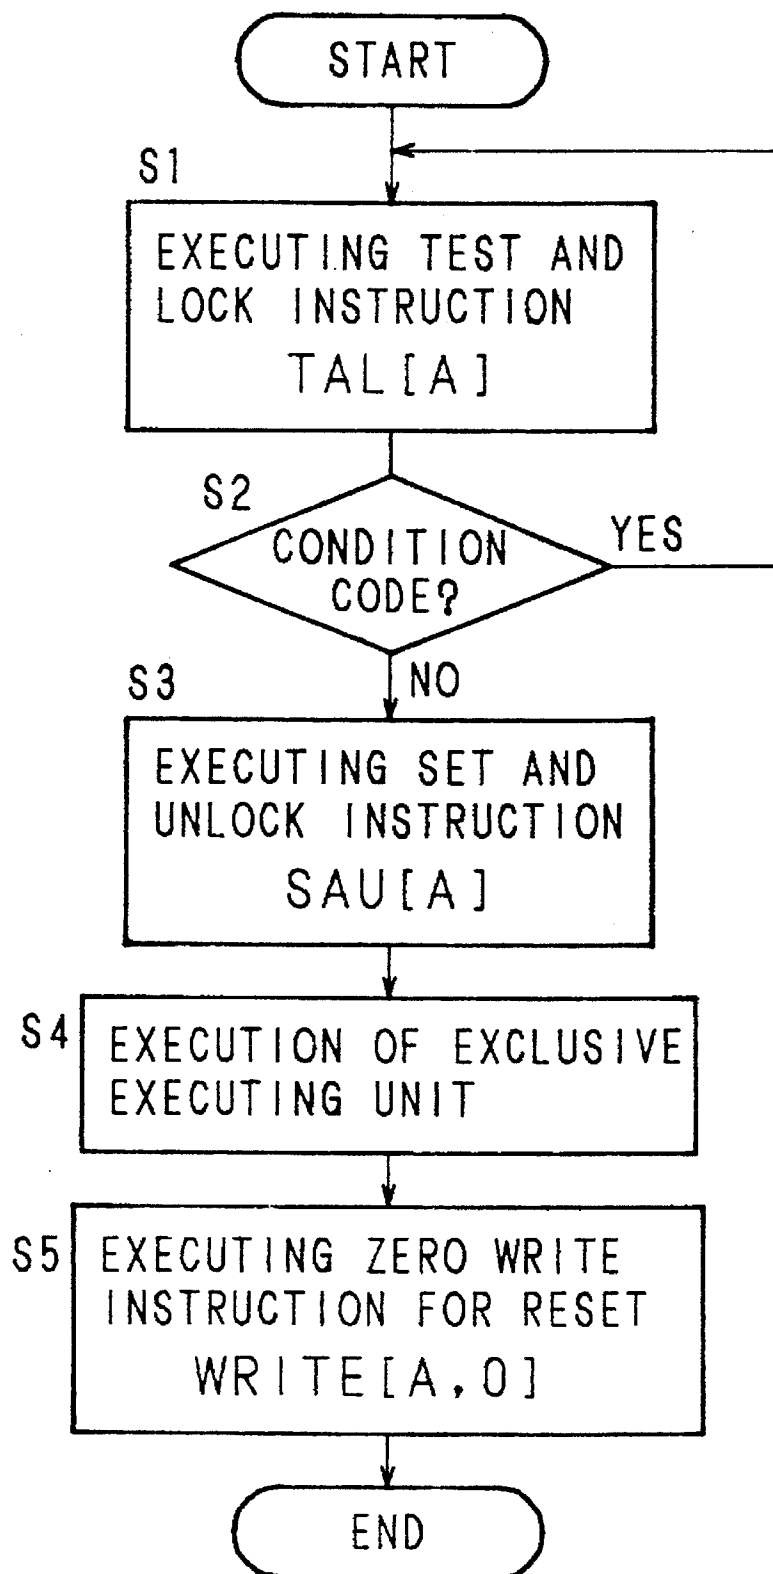 START
S1
EXECUTING TEST AND
LOCK INSTRUCTION
TAL[A]
S2
CONDITION
CODE?
YES
NO
S3
EXECUTING SET AND
UNLOCK INSTRUCTION
SAU[A]
S4
EXECUTION OF EXCLUSIVE
EXECUTING UNIT
S5
EXECUTING ZERO WRITE
INSTRUCTION FOR RESET
WRITE[A,0]
END